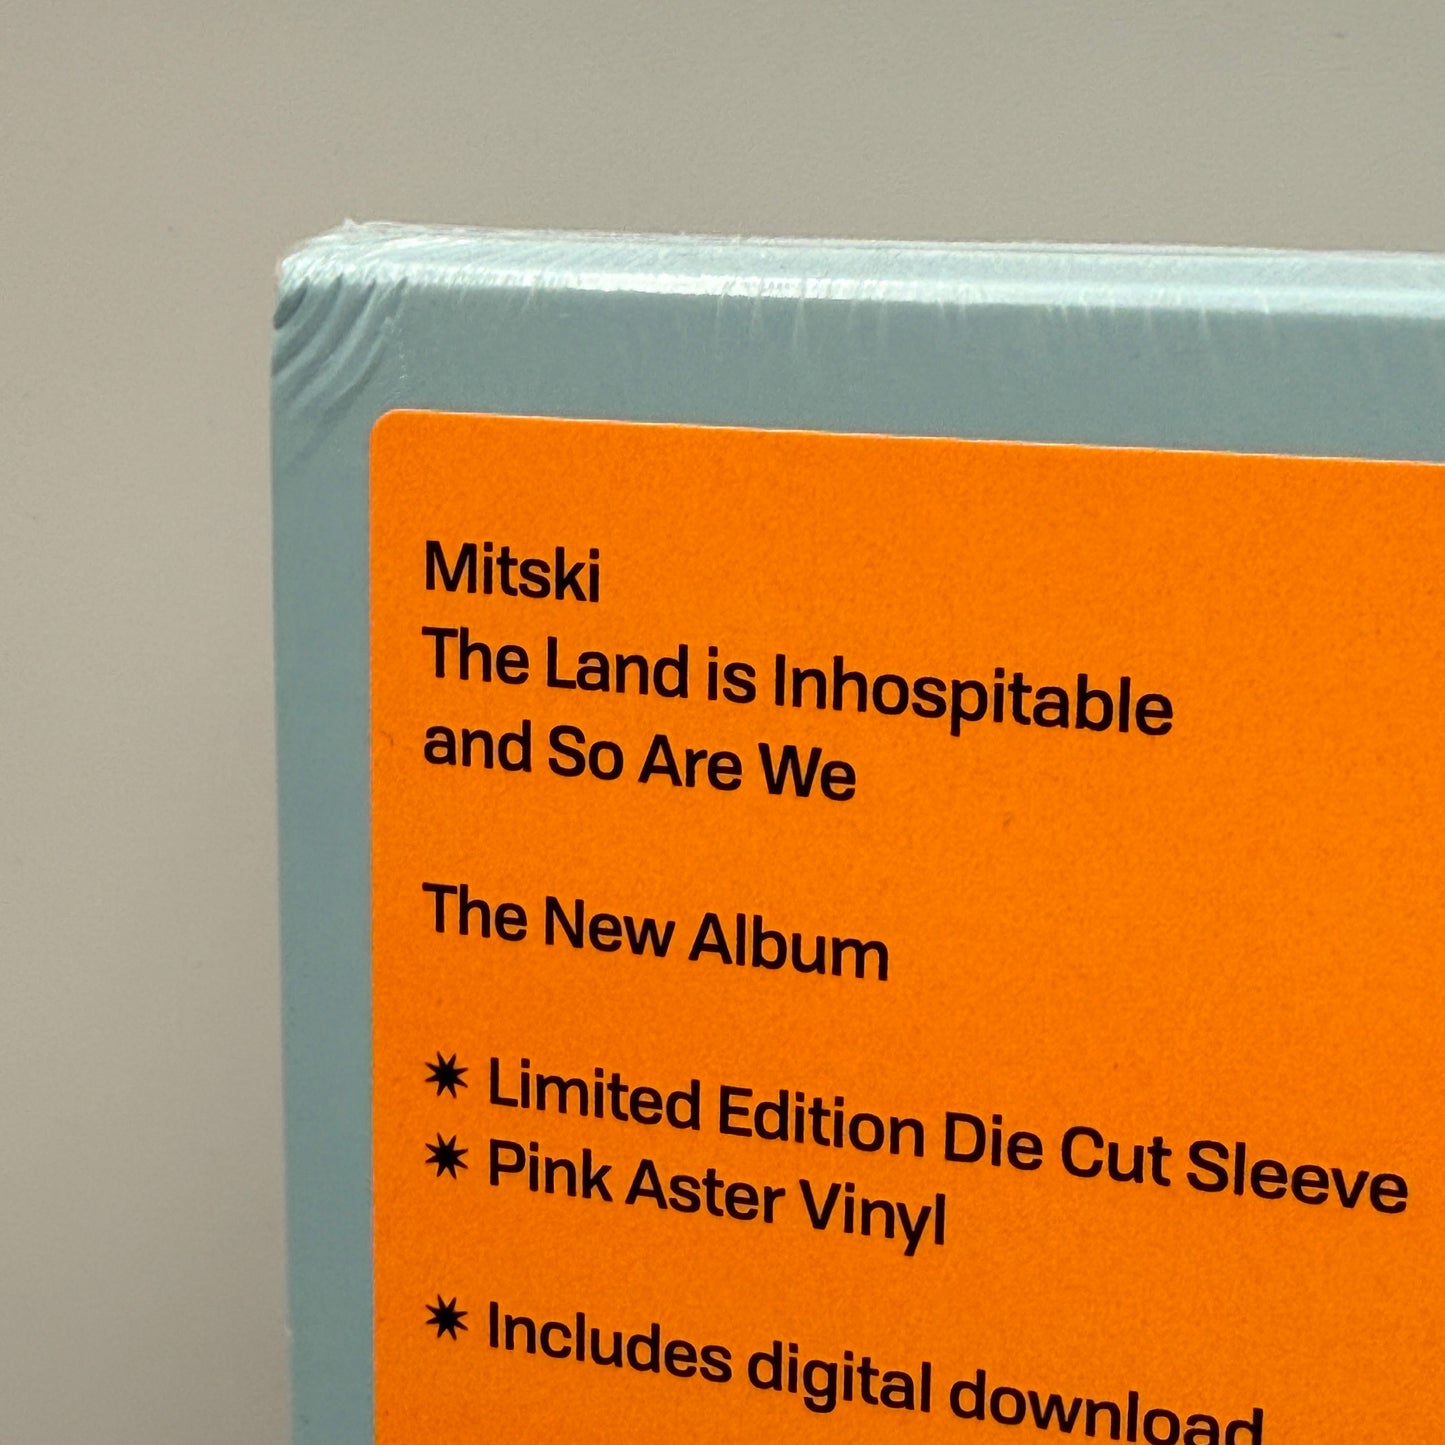 Mitski
The Land is Inhospitable
and So Are We
The New Album
✷ Limited Edition Die Cut Sleeve
✷ Pink Aster Vinyl
✷ Includes digital download